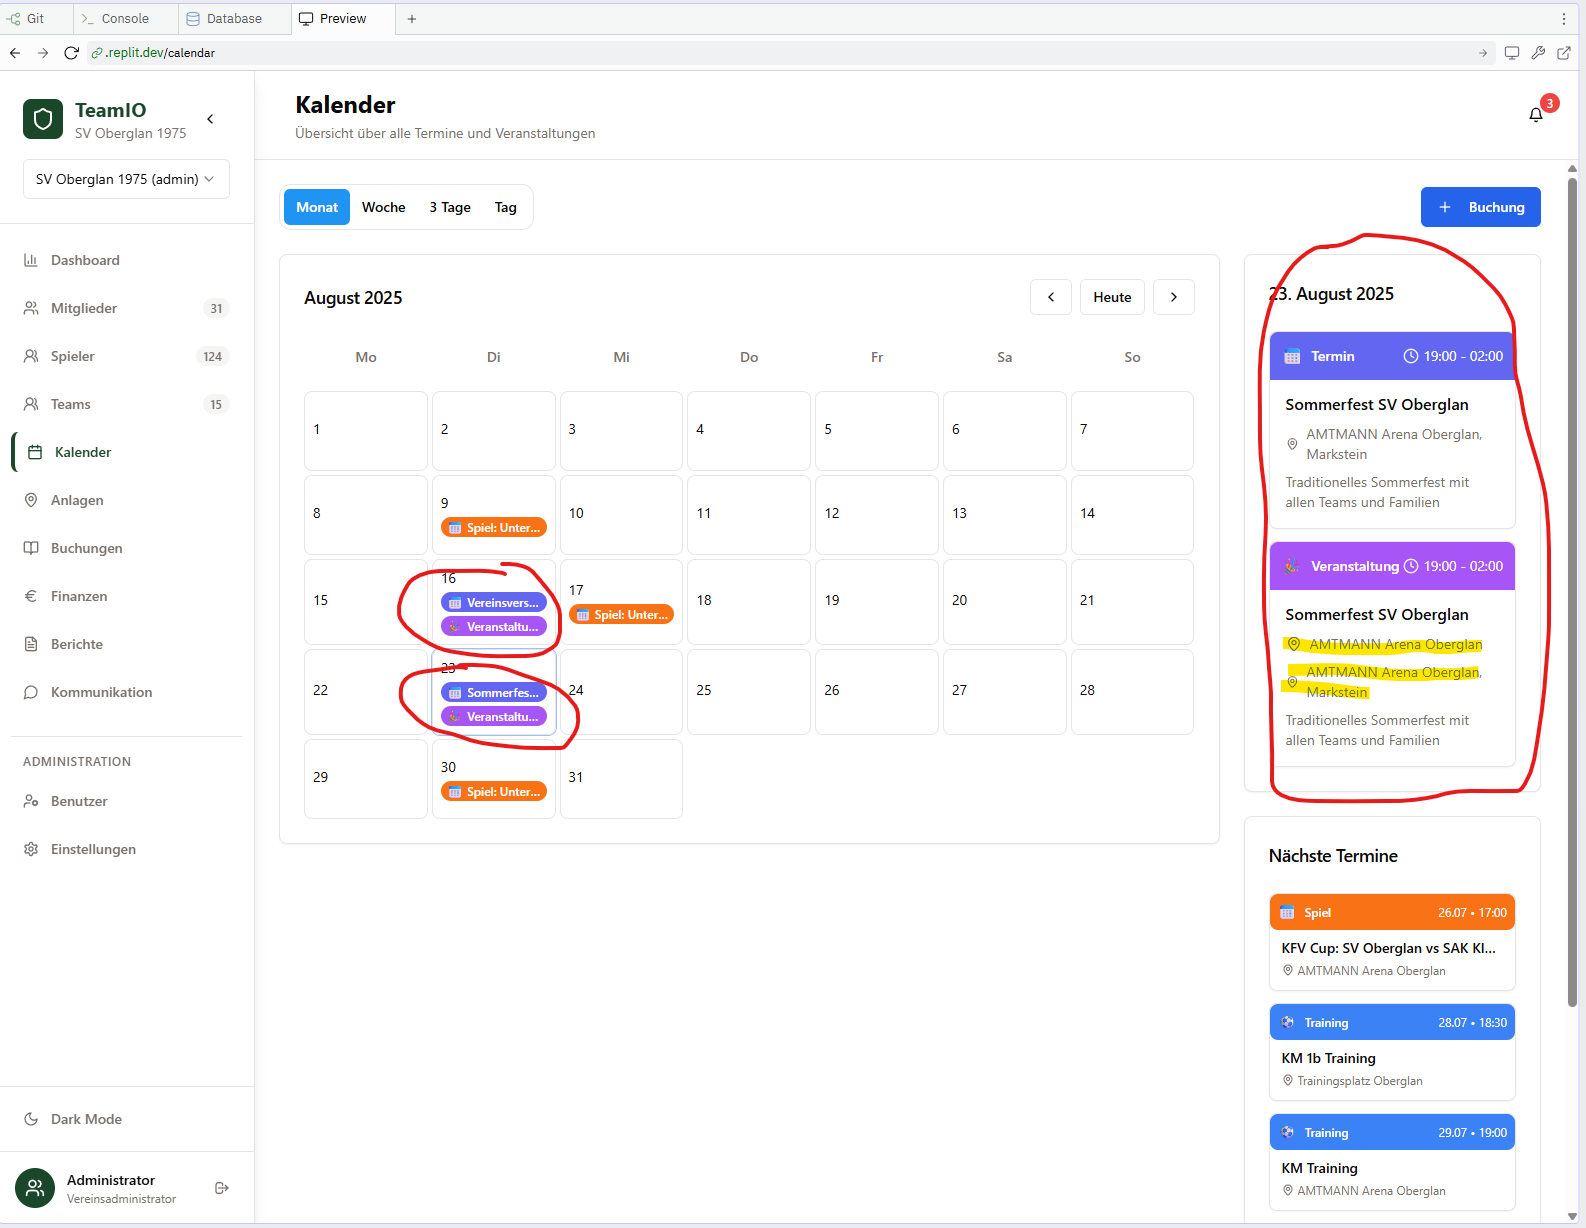 Git
Console
Database
Preview
.replit.dev/calendar
TeamIO
SV Oberglan 1975
SV Oberglan 1975 (admin)
Dashboard
Mitglieder 31
Spieler 124
Teams 15
Kalender
Anlagen
Buchungen
Finanzen
Berichte
Kommunikation
ADMINISTRATION
Benutzer
Einstellungen
Dark Mode
Administrator
Vereinsadministrator
Kalender
Übersicht über alle Termine und Veranstaltungen
3
Monat Woche 3 Tage Tag
Buchung
August 2025
Heute
Mo Di Mi Do Fr Sa So
1 2 3 4 5 6 7
8 9 10 11 12 13 14
Spiel: Unter...
15 16 17 18 19 20 21
Vereinsvers...
Veranstaltu...
Spiel: Unter...
22 23 24 25 26 27 28
Sommerfes...
Veranstaltu...
29 30 31
Spiel: Unter...
23. August 2025
Termin 19:00 - 02:00
Sommerfest SV Oberglan
AMTMANN Arena Oberglan,
Markstein
Traditionelles Sommerfest mit
allen Teams und Familien
Veranstaltung 19:00 - 02:00
Sommerfest SV Oberglan
AMTMANN Arena Oberglan
AMTMANN Arena Oberglan,
Markstein
Traditionelles Sommerfest mit
allen Teams und Familien
Nächste Termine
Spiel 26.07 • 17:00
KFV Cup: SV Oberglan vs SAK Kl...
AMTMANN Arena Oberglan
Training 28.07 • 18:30
KM 1b Training
Trainingsplatz Oberglan
Training 29.07 • 19:00
KM Training
AMTMANN Arena Oberglan